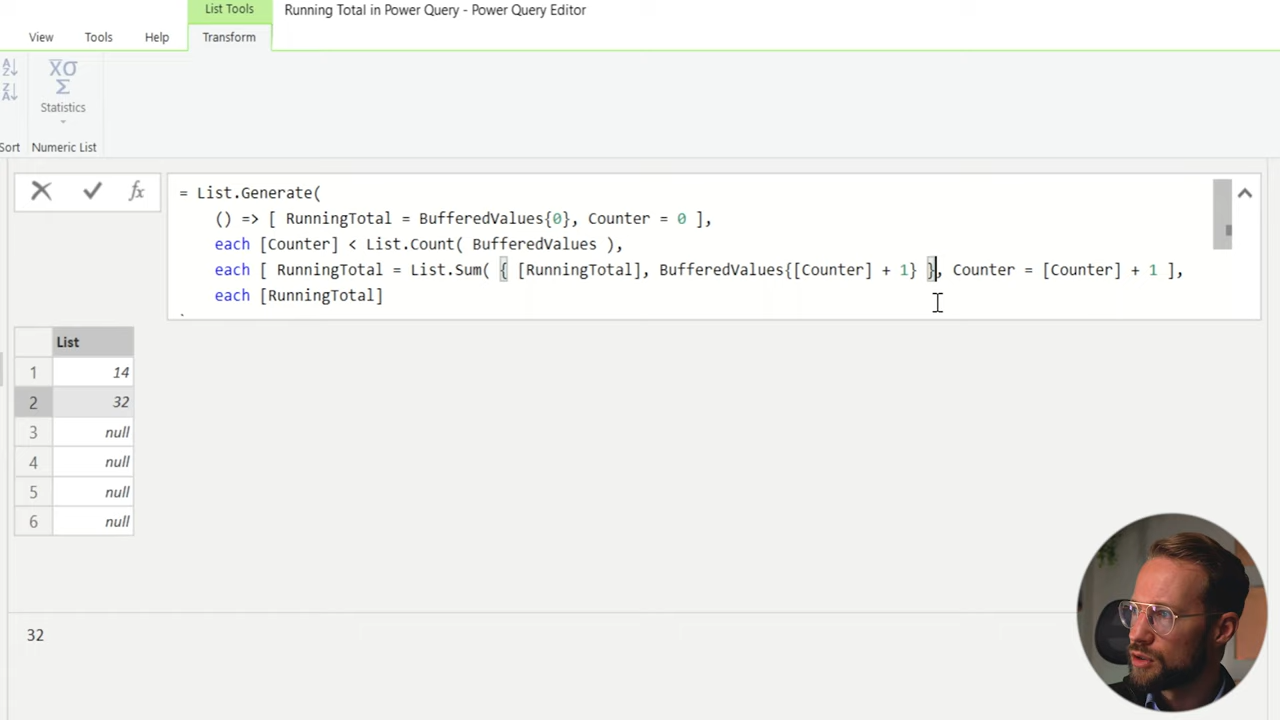 List Tools
Running Total in Power Query - Power Query Editor
View
Tools
Help
Transform
A
Z
Z
A
X̄σ
Σ
Statistics
Sort
Numeric List
fx
= List.Generate(
() => [ RunningTotal = BufferedValues{0}, Counter = 0 ],
each [Counter] < List.Count( BufferedValues ),
each [ RunningTotal = List.Sum( { [RunningTotal], BufferedValues{[Counter] + 1} }, Counter = [Counter] + 1 ],
each [RunningTotal]
List
1 14
2 32
3 null
4 null
5 null
6 null
32